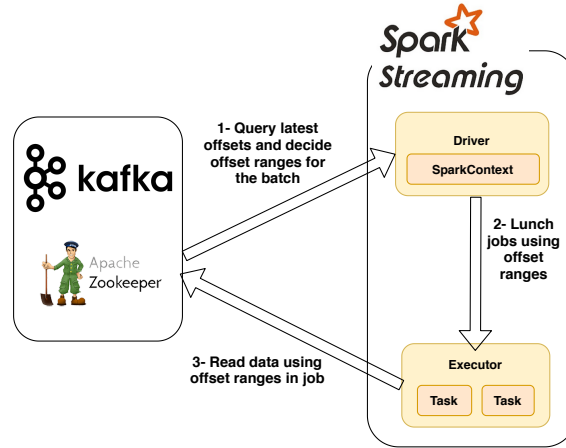 Spark
Streaming
1- Query latest
offsets and decide
offset ranges for
the batch
Driver
SparkContext
kafka
2- Lunch
jobs using
offset
ranges
Apache
Zookeeper
3- Read data using
offset ranges in job
Executor
Task Task